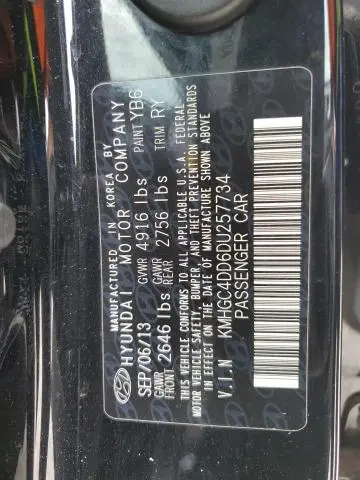 MANUFACTURED IN KOREA BY
HYUNDAI MOTOR COMPANY
SEP/06/13 GVWR 4916 lbs PAINT YB6
GAWR FRONT 2646 lbs GAWR REAR 2756 lbs TRIM RY
THIS VEHICLE CONFORMS TO ALL APPLICABLE U.S.A. FEDERAL
MOTOR VEHICLE SAFETY, BUMPER, AND THEFT PREVENTION STANDARDS
IN EFFECT ON THE DATE OF MANUFACTURE SHOWN ABOVE
V.I.N KMHGC4DD6DU257734
PASSENGER CAR